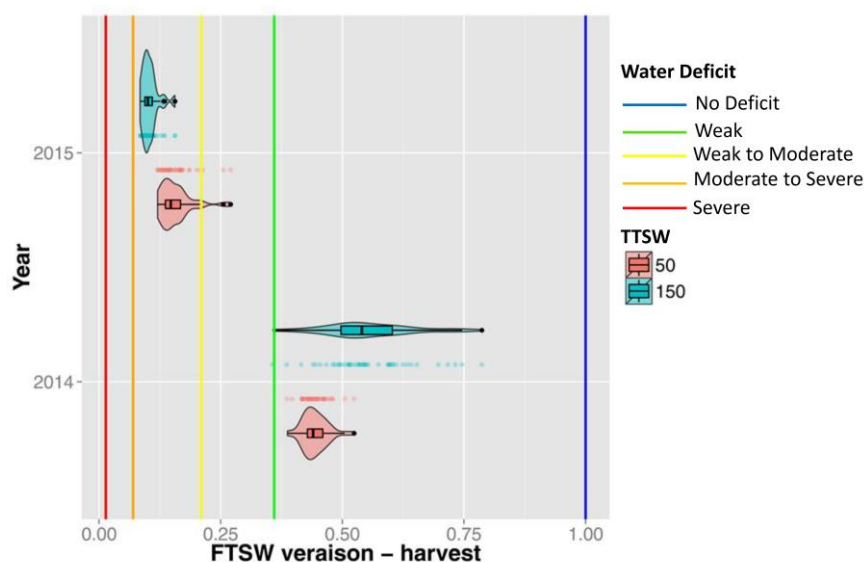 Water Deficit
No Deficit
Weak
Weak to Moderate
Moderate to Severe
Severe
TTSW
50
150
Year
2015
2014
0.00 0.25 0.50 0.75 1.00
FTSW veraison – harvest